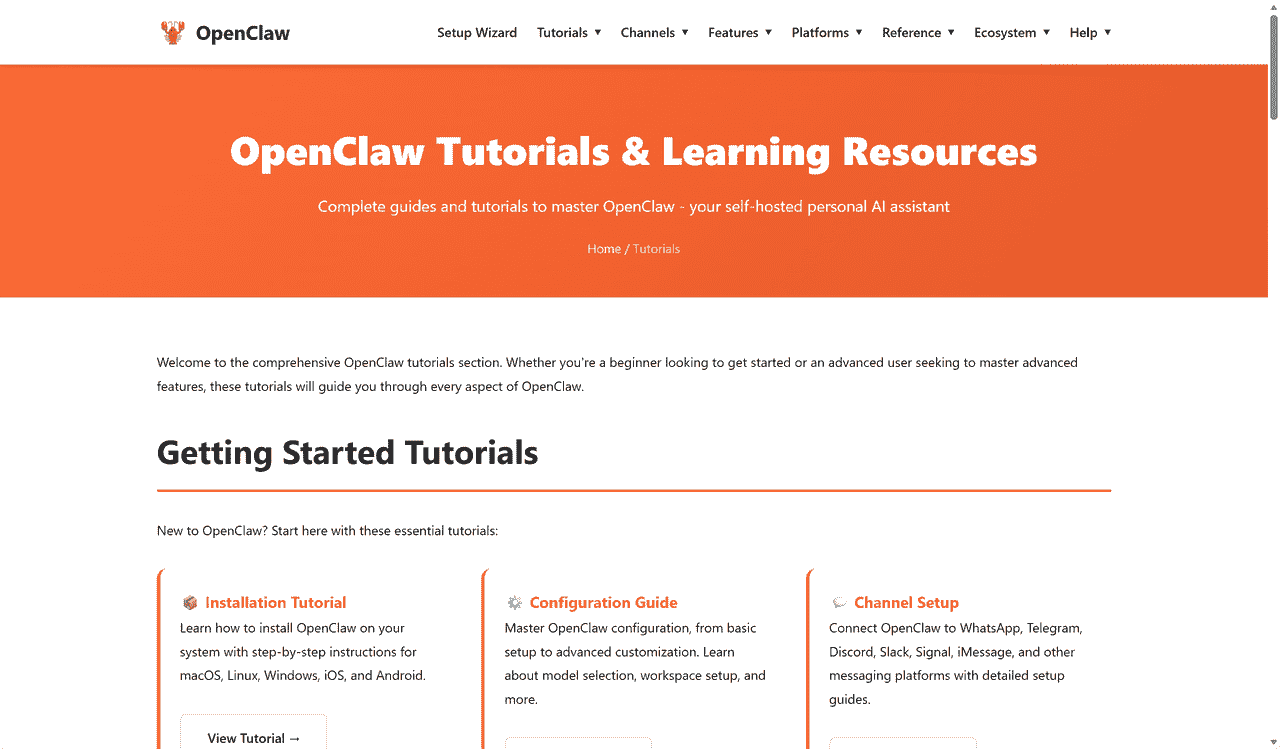 OpenClaw
Setup Wizard Tutorials ▼ Channels ▼ Features ▼ Platforms ▼ Reference ▼ Ecosystem ▼ Help ▼
OpenClaw Tutorials & Learning Resources
Complete guides and tutorials to master OpenClaw - your self-hosted personal AI assistant
Home / Tutorials
Welcome to the comprehensive OpenClaw tutorials section. Whether you're a beginner looking to get started or an advanced user seeking to master advanced
features, these tutorials will guide you through every aspect of OpenClaw.
Getting Started Tutorials
New to OpenClaw? Start here with these essential tutorials:
Installation Tutorial
Learn how to install OpenClaw on your
system with step-by-step instructions for
macOS, Linux, Windows, iOS, and Android.
View Tutorial →
Configuration Guide
Master OpenClaw configuration, from basic
setup to advanced customization. Learn
about model selection, workspace setup, and
more.
Channel Setup
Connect OpenClaw to WhatsApp, Telegram,
Discord, Slack, Signal, iMessage, and other
messaging platforms with detailed setup
guides.